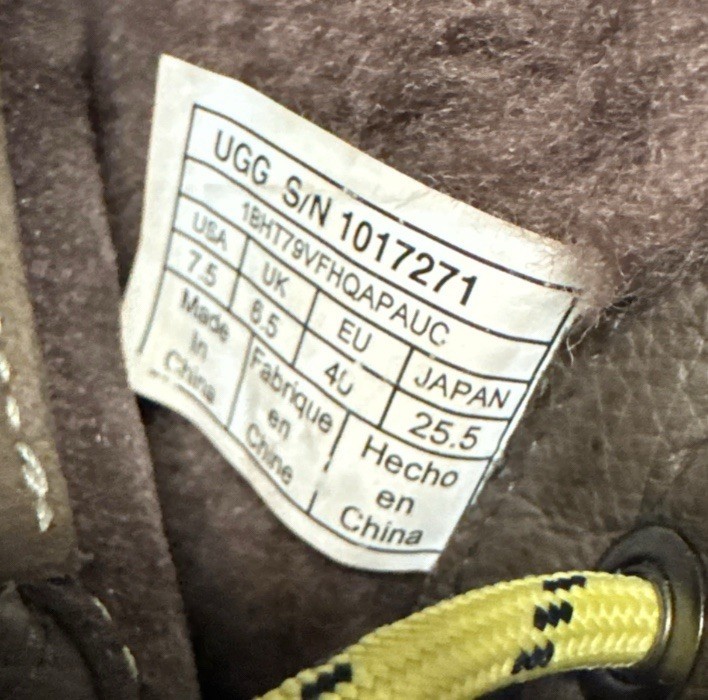 UGG S/N 1017271
18HT79VFHQAPAUC
USA UK EU JAPAN
7.5 6.5 40 25.5
Made in China
Fabrique en Chine
Hecho en China